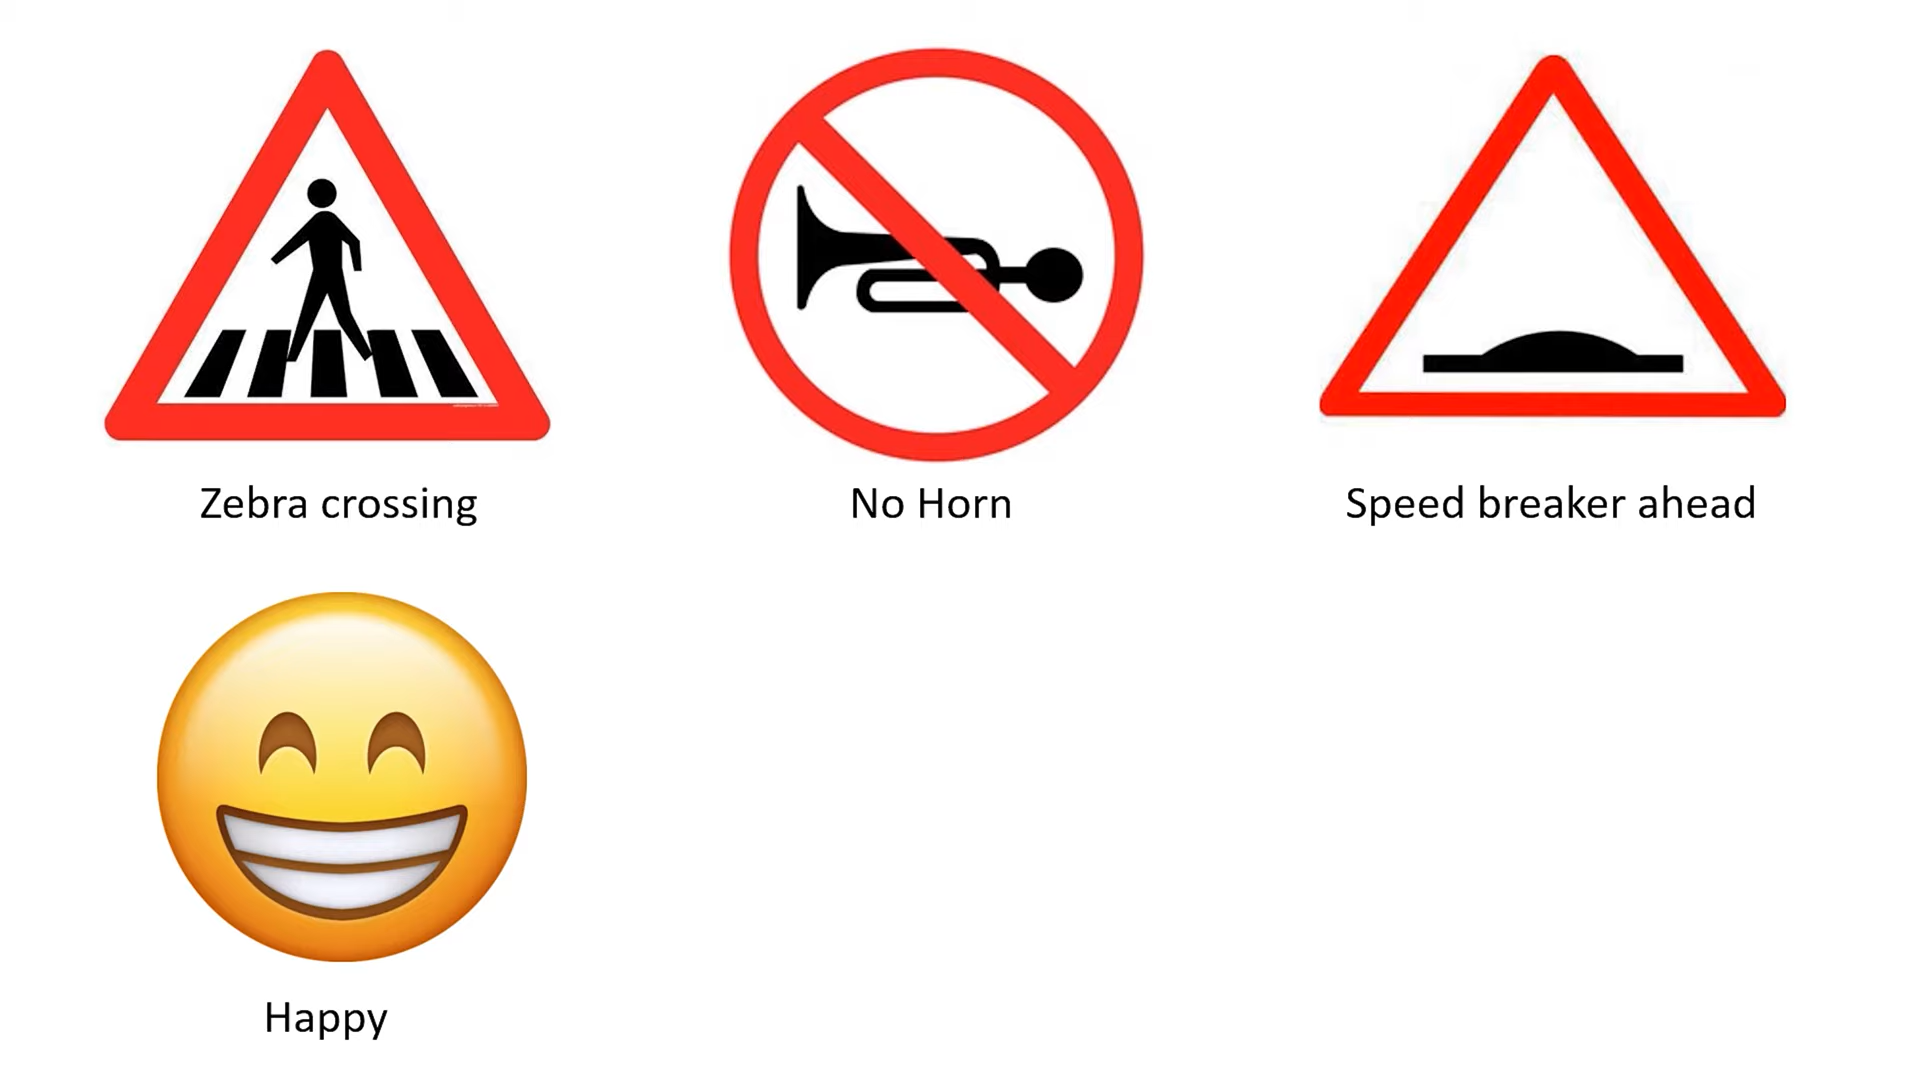 Zebra crossing
No Horn
Speed breaker ahead
Happy